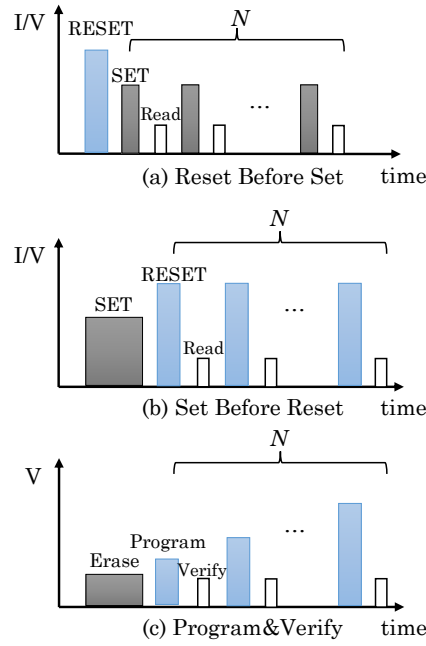 I/V
N
RESET
SET
Read
...
(a) Reset Before Set
time
N
I/V
RESET
SET
...
Read
(b) Set Before Reset
time
N
V
...
Program
Erase
Verify
(c) Program&Verify
time